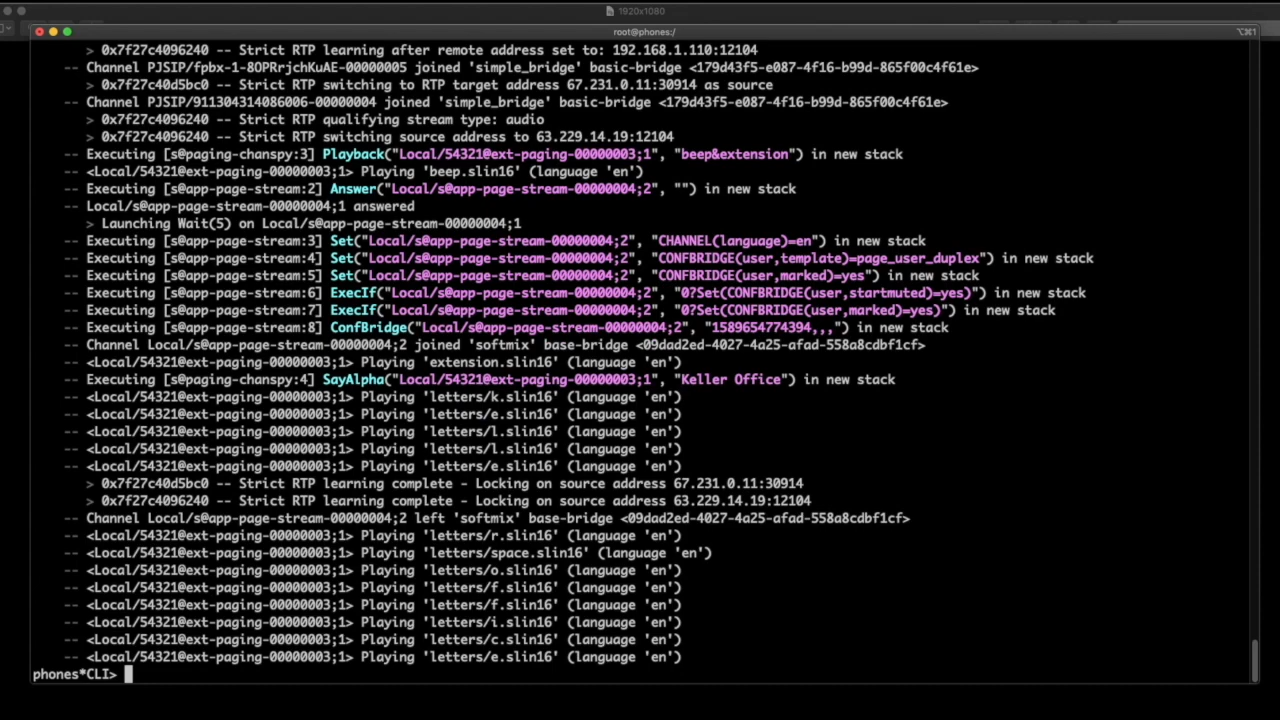 1920x1080
root@phones:/
⌥⌘1
> 0x7f27c4096240 -- Strict RTP learning after remote address set to: 192.168.1.110:12104
-- Channel PJSIP/fpbx-1-8OPRrjchKuAE-00000005 joined 'simple_bridge' basic-bridge <179d43f5-e087-4f16-b99d-865f00c4f61e>
> 0x7f27c40d5bc0 -- Strict RTP switching to RTP target address 67.231.0.11:30914 as source
-- Channel PJSIP/911304314086006-00000004 joined 'simple_bridge' basic-bridge <179d43f5-e087-4f16-b99d-865f00c4f61e>
> 0x7f27c4096240 -- Strict RTP qualifying stream type: audio
> 0x7f27c4096240 -- Strict RTP switching source address to 63.229.14.19:12104
-- Executing [s@paging-chanspy:3] Playback("Local/54321@ext-paging-00000003;1", "beep&extension") in new stack
-- <Local/54321@ext-paging-00000003;1> Playing 'beep.slin16' (language 'en')
-- Executing [s@app-page-stream:2] Answer("Local/s@app-page-stream-00000004;2", "") in new stack
-- Local/s@app-page-stream-00000004;1 answered
> Launching Wait(5) on Local/s@app-page-stream-00000004;1
-- Executing [s@app-page-stream:3] Set("Local/s@app-page-stream-00000004;2", "CHANNEL(language)=en") in new stack
-- Executing [s@app-page-stream:4] Set("Local/s@app-page-stream-00000004;2", "CONFBRIDGE(user,template)=page_user_duplex") in new stack
-- Executing [s@app-page-stream:5] Set("Local/s@app-page-stream-00000004;2", "CONFBRIDGE(user,marked)=yes") in new stack
-- Executing [s@app-page-stream:6] ExecIf("Local/s@app-page-stream-00000004;2", "0?Set(CONFBRIDGE(user,startmuted)=yes)") in new stack
-- Executing [s@app-page-stream:7] ExecIf("Local/s@app-page-stream-00000004;2", "0?Set(CONFBRIDGE(user,marked)=yes)") in new stack
-- Executing [s@app-page-stream:8] ConfBridge("Local/s@app-page-stream-00000004;2", "1589654774394,,,") in new stack
-- Channel Local/s@app-page-stream-00000004;2 joined 'softmix' base-bridge <09dad2ed-4027-4a25-afad-558a8cdbf1cf>
-- <Local/54321@ext-paging-00000003;1> Playing 'extension.slin16' (language 'en')
-- Executing [s@paging-chanspy:4] SayAlpha("Local/54321@ext-paging-00000003;1", "Keller Office") in new stack
-- <Local/54321@ext-paging-00000003;1> Playing 'letters/k.slin16' (language 'en')
-- <Local/54321@ext-paging-00000003;1> Playing 'letters/e.slin16' (language 'en')
-- <Local/54321@ext-paging-00000003;1> Playing 'letters/l.slin16' (language 'en')
-- <Local/54321@ext-paging-00000003;1> Playing 'letters/l.slin16' (language 'en')
-- <Local/54321@ext-paging-00000003;1> Playing 'letters/e.slin16' (language 'en')
> 0x7f27c40d5bc0 -- Strict RTP learning complete - Locking on source address 67.231.0.11:30914
> 0x7f27c4096240 -- Strict RTP learning complete - Locking on source address 63.229.14.19:12104
-- Channel Local/s@app-page-stream-00000004;2 left 'softmix' base-bridge <09dad2ed-4027-4a25-afad-558a8cdbf1cf>
-- <Local/54321@ext-paging-00000003;1> Playing 'letters/r.slin16' (language 'en')
-- <Local/54321@ext-paging-00000003;1> Playing 'letters/space.slin16' (language 'en')
-- <Local/54321@ext-paging-00000003;1> Playing 'letters/o.slin16' (language 'en')
-- <Local/54321@ext-paging-00000003;1> Playing 'letters/f.slin16' (language 'en')
-- <Local/54321@ext-paging-00000003;1> Playing 'letters/f.slin16' (language 'en')
-- <Local/54321@ext-paging-00000003;1> Playing 'letters/i.slin16' (language 'en')
-- <Local/54321@ext-paging-00000003;1> Playing 'letters/c.slin16' (language 'en')
-- <Local/54321@ext-paging-00000003;1> Playing 'letters/e.slin16' (language 'en')
phones*CLI>